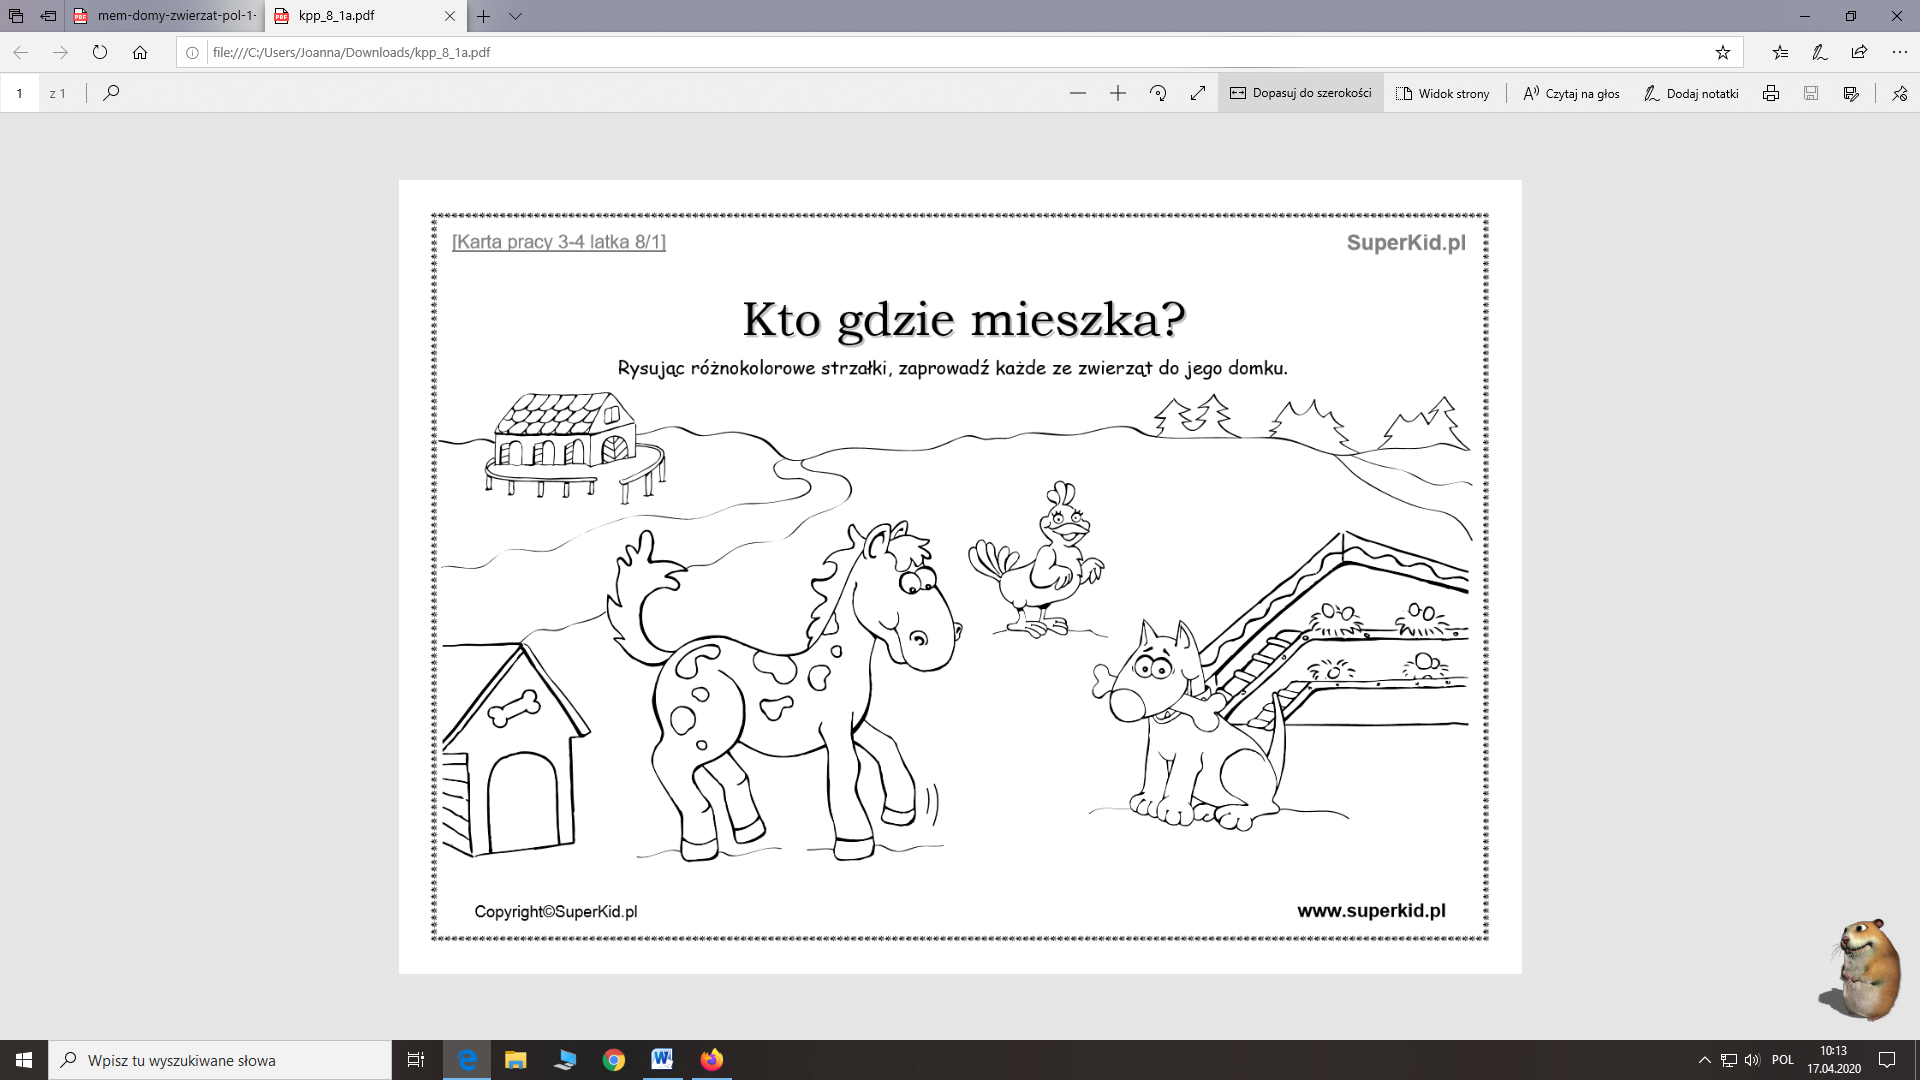 mem-domy-zwierzat-pol-1-
kpp_8_1a.pdf
file:///C:/Users/Joanna/Downloads/kpp_8_1a.pdf
1 z 1
Dopasuj do szerokości
Widok strony
Czytaj na głos
Dodaj notatki
[Karta pracy 3-4 latka 8/1]
SuperKid.pl
Kto gdzie mieszka?
Rysując różnokolorowe strzałki, zaprowadź każde ze zwierząt do jego domku.
Copyright©SuperKid.pl
www.superkid.pl
Wpisz tu wyszukiwane słowa
POL
10:13
17.04.2020